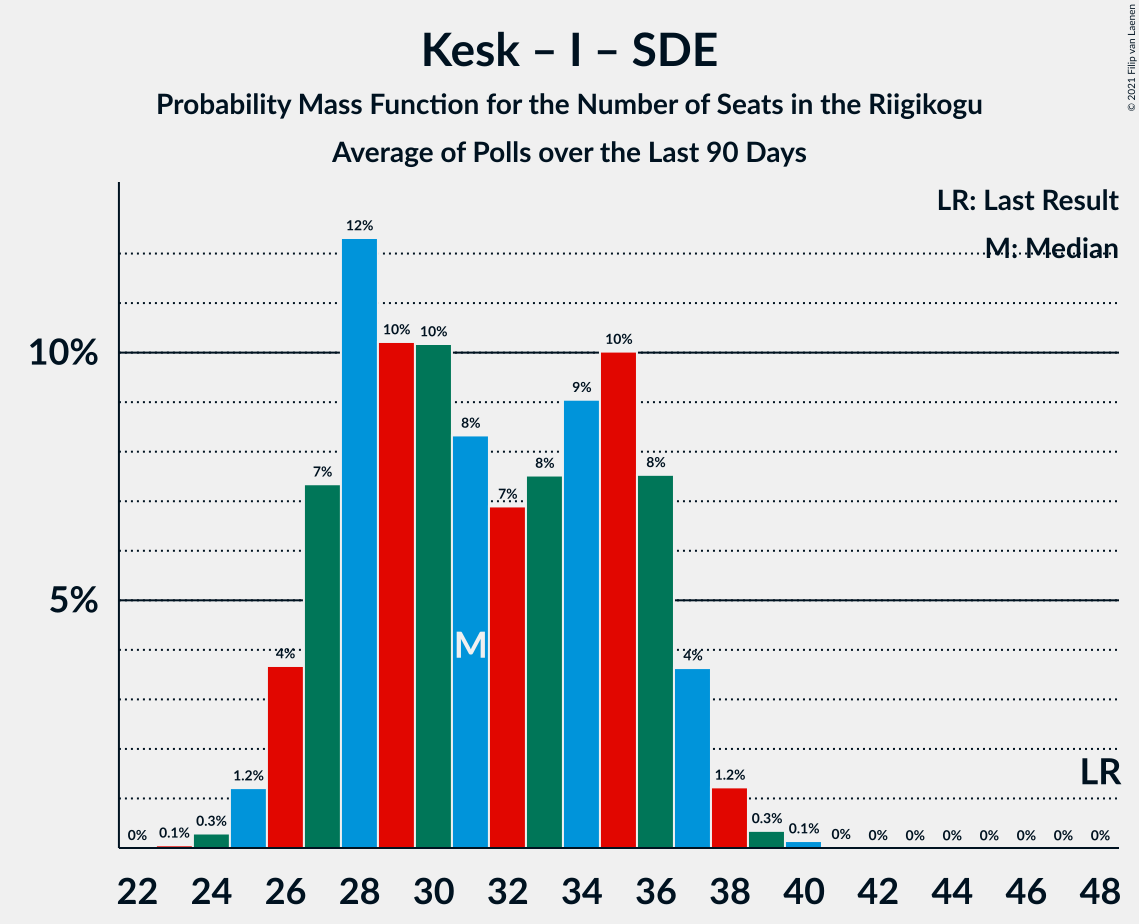 Kesk – I – SDE
Probability Mass Function for the Number of Seats in the Riigikogu
Average of Polls over the Last 90 Days
© 2021 Filip van Laenen
LR: Last Result
M: Median
10%
5%
0% 0.1% 0.3% 1.2% 4% 7% 12% 10% 10% 8% 7% 8% 9% 10% 8% 4% 1.2% 0.3% 0.1% 0% 0% 0% 0% 0% 0% 0% 0%
M
LR
22 24 26 28 30 32 34 36 38 40 42 44 46 48